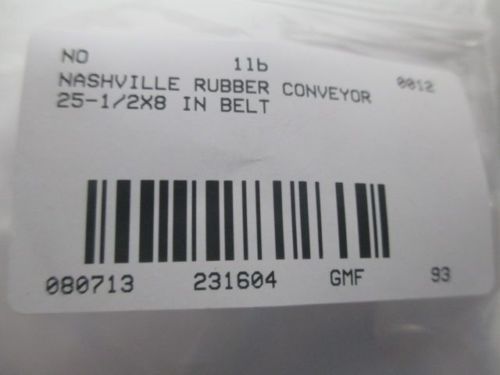 NO 1lb
NASHVILLE RUBBER CONVEYOR 0012
25-1/2X8 IN BELT
080713 231604 GMF 93